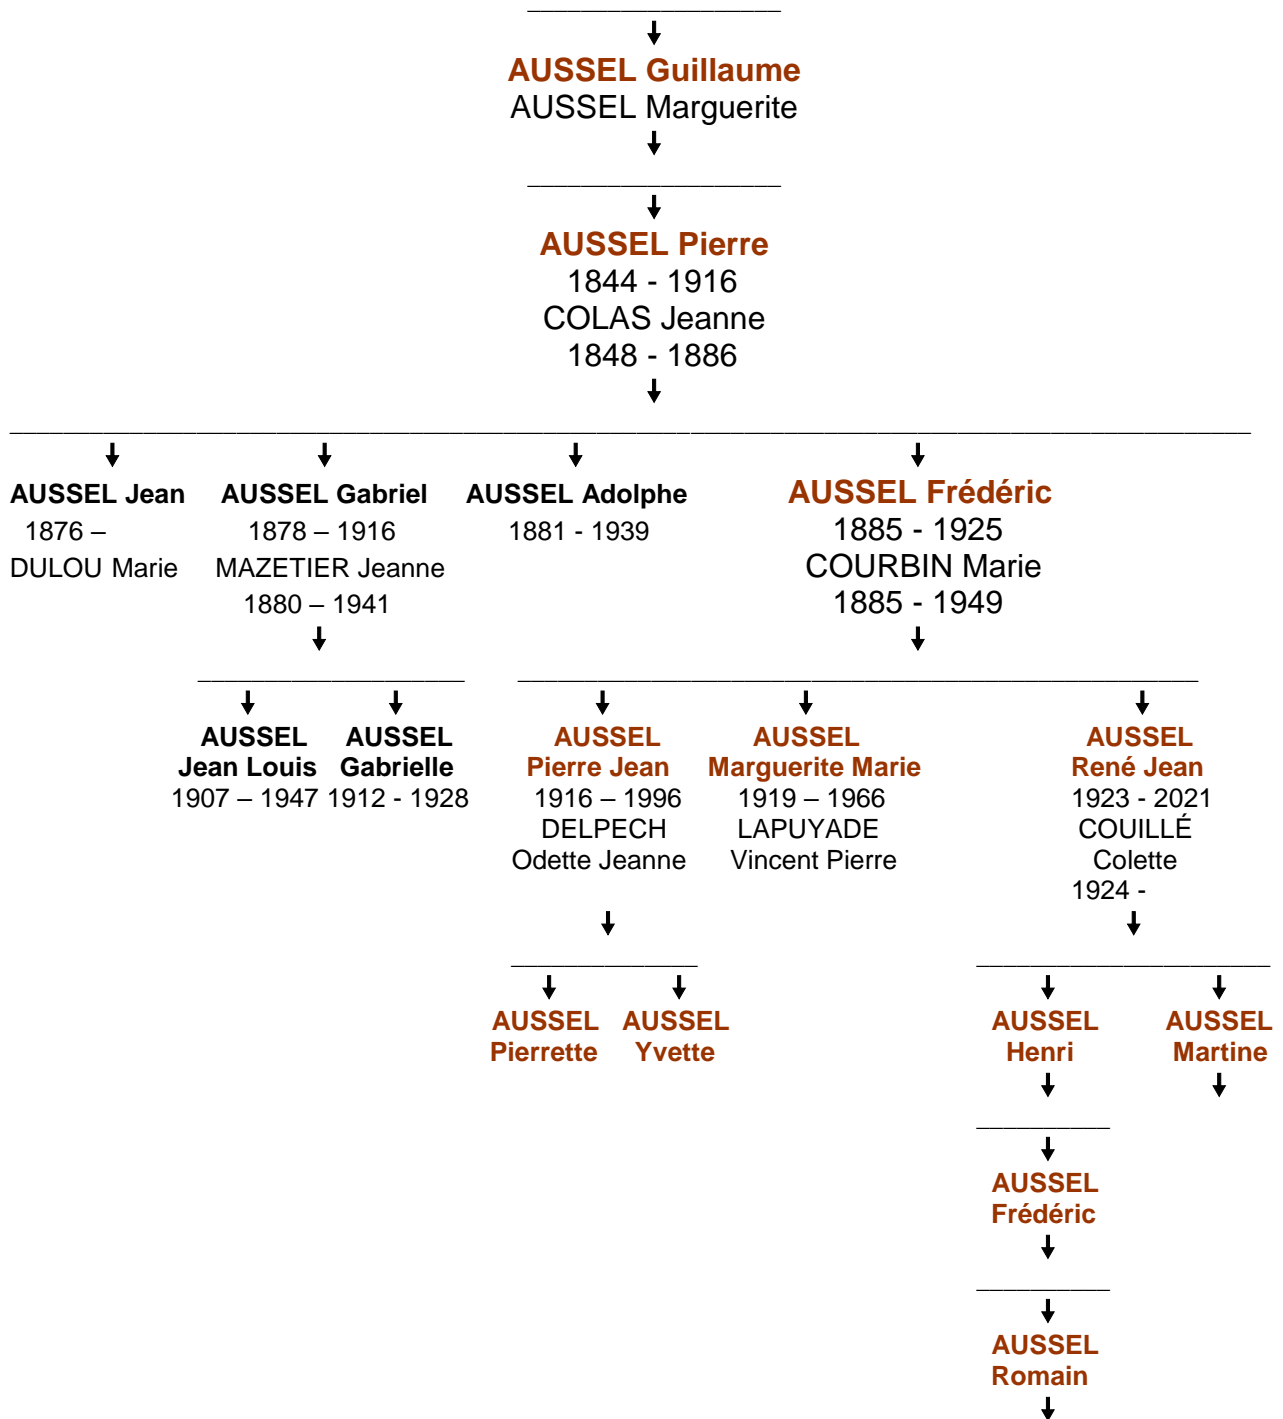 AUSSEL Guillaume
AUSSEL Marguerite
AUSSEL Pierre
1844 - 1916
COLAS Jeanne
1848 - 1886
AUSSEL Jean
1876 –
DULOU Marie
AUSSEL Gabriel
1878 – 1916
MAZETIER Jeanne
1880 – 1941
AUSSEL Adolphe
1881 - 1939
AUSSEL Frédéric
1885 - 1925
COURBIN Marie
1885 - 1949
AUSSEL
Jean Louis
1907 – 1947
AUSSEL
Gabrielle
1912 - 1928
AUSSEL
Pierre Jean
1916 – 1996
DELPECH
Odette Jeanne
AUSSEL
Marguerite Marie
1919 – 1966
LAPUYADE
Vincent Pierre
AUSSEL
René Jean
1923 - 2021
COUILLÉ
Colette
1924 -
AUSSEL
Pierrette
AUSSEL
Yvette
AUSSEL
Henri
AUSSEL
Martine
AUSSEL
Frédéric
AUSSEL
Romain